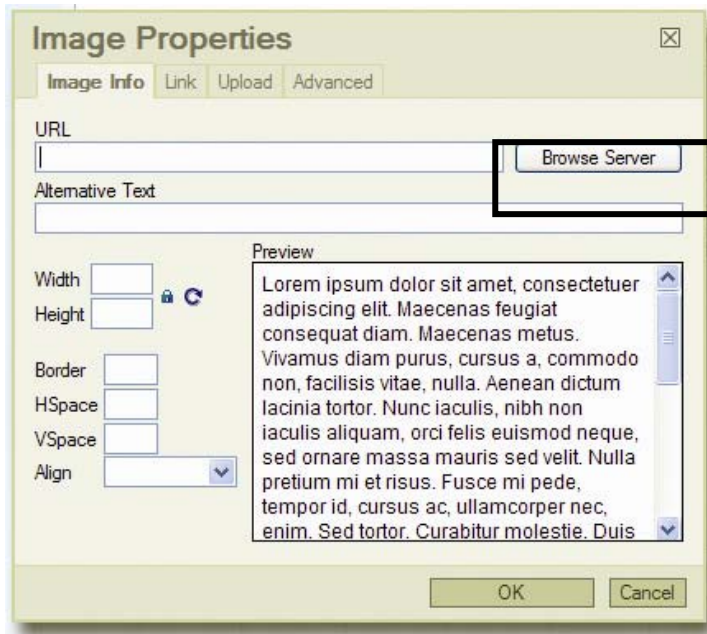 Image Properties
Image Info Link Upload Advanced
URL
Browse Server
Alternative Text
Preview
Width
Height
Border
HSpace
VSpace
Align
Lorem ipsum dolor sit amet, consectetuer
adipiscing elit. Maecenas feugiat
consequat diam. Maecenas metus.
Vivamus diam purus, cursus a, commodo
non, facilisis vitae, nulla. Aenean dictum
lacinia tortor. Nunc iaculis, nibh non
iaculis aliquam, orci felis euismod neque,
sed ornare massa mauris sed velit. Nulla
pretium mi et risus. Fusce mi pede,
tempor id, cursus ac, ullamcorper nec,
enim. Sed tortor. Curabitur molestie. Duis
OK Cancel